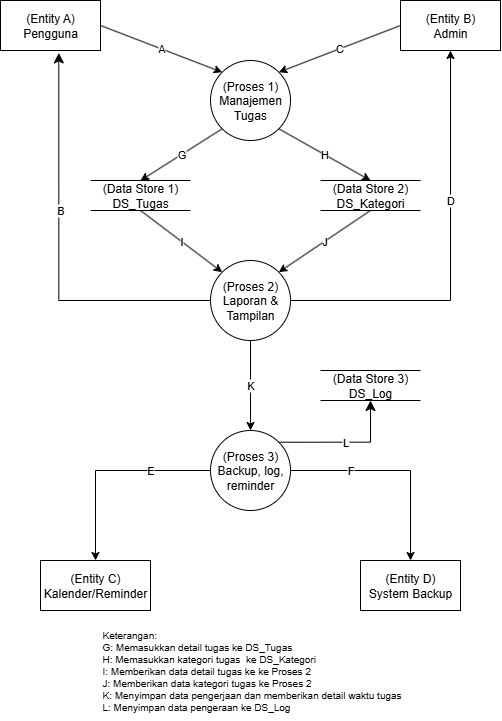 (Entity A)
Pengguna
(Entity B)
Admin
A
C
(Proses 1)
Manajemen
Tugas
G
H
(Data Store 1)
DS_Tugas
(Data Store 2)
DS_Kategori
B
D
I
J
(Proses 2)
Laporan &
Tampilan
K
(Data Store 3)
DS_Log
L
(Proses 3)
Backup, log,
reminder
E
F
(Entity C)
Kalender/Reminder
(Entity D)
System Backup
Keterangan:
G: Memasukkan detail tugas ke DS_Tugas
H: Memasukkan kategori tugas  ke DS_Kategori
I: Memberikan data detail tugas ke ke Proses 2
J: Memberikan data kategori tugas ke Proses 2
K: Menyimpan data pengerjaan dan memberikan detail waktu tugas
L: Menyimpan data pengeraan ke DS_Log